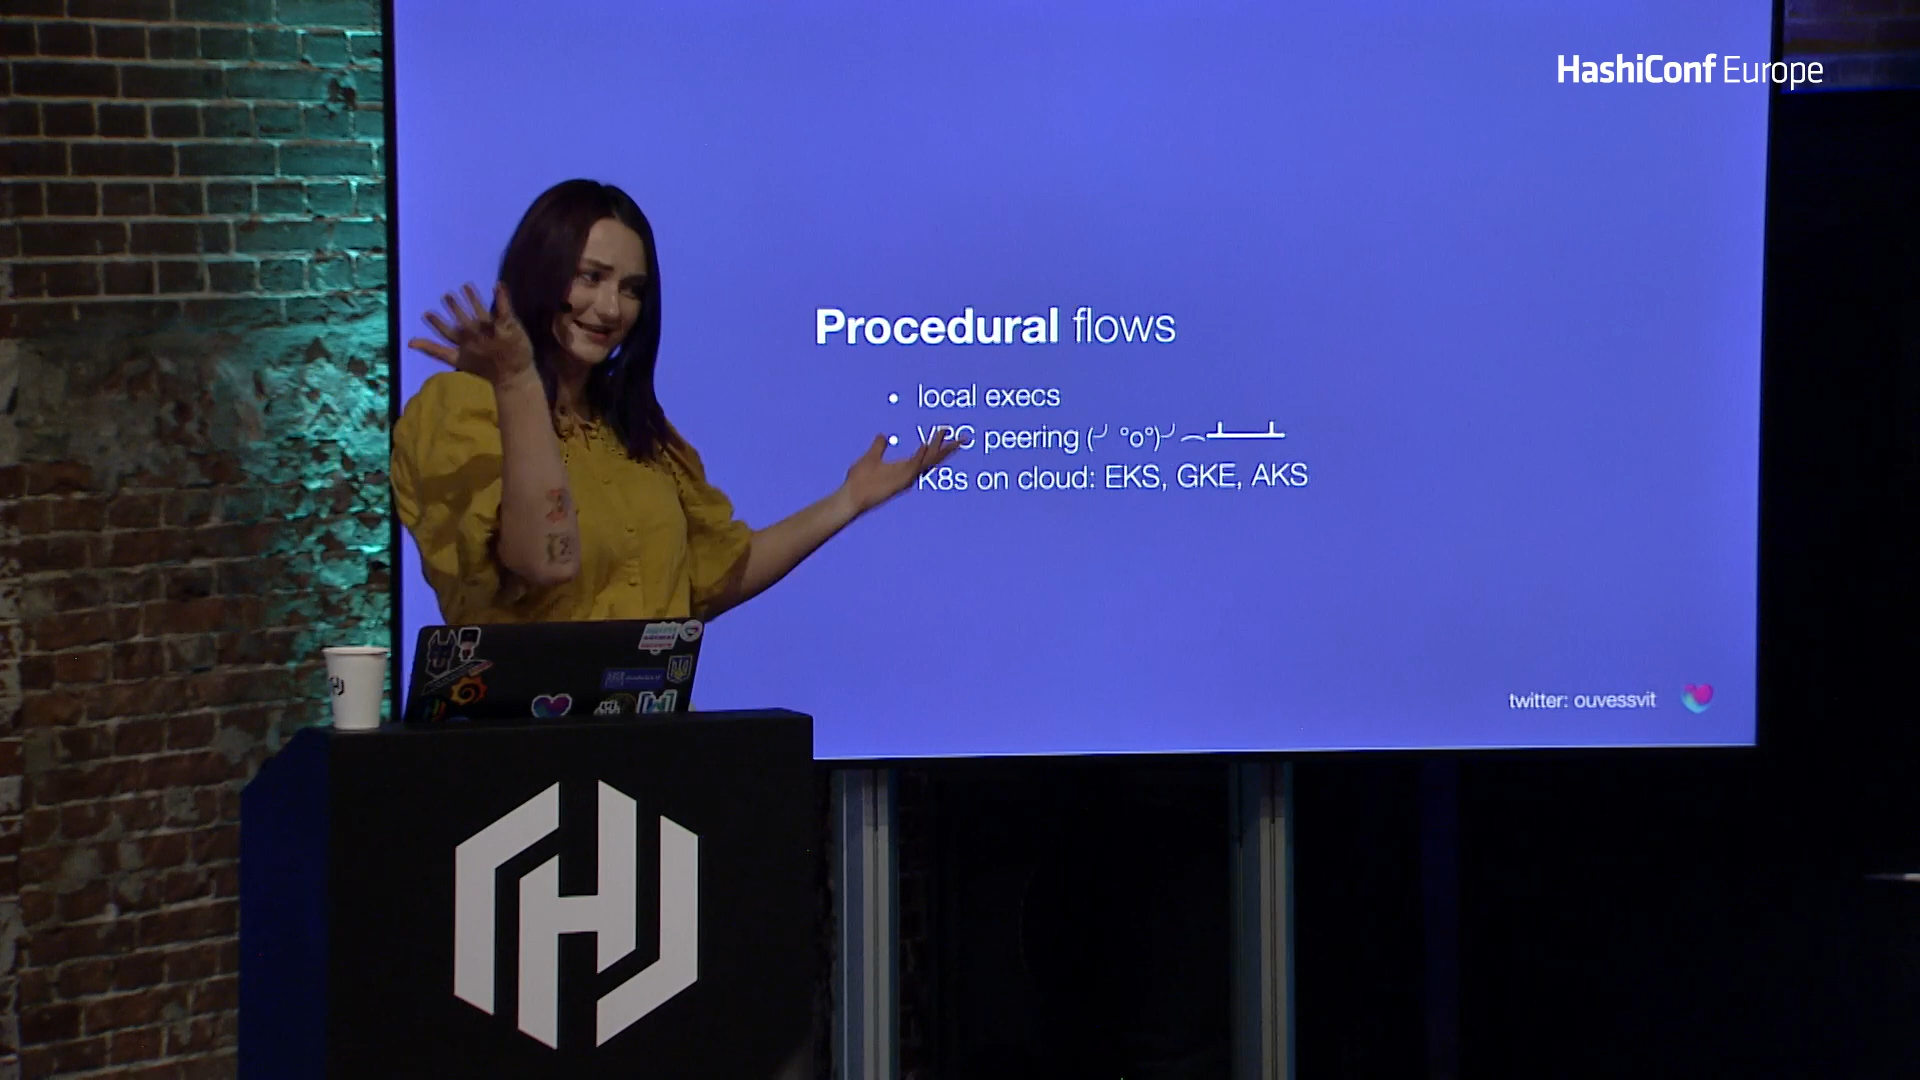 HashiConf Europe
Procedural flows
• local execs
• VPC peering (╯°o°)╯︵┻━┻
K8s on cloud: EKS, GKE, AKS
twitter: ouvessvit